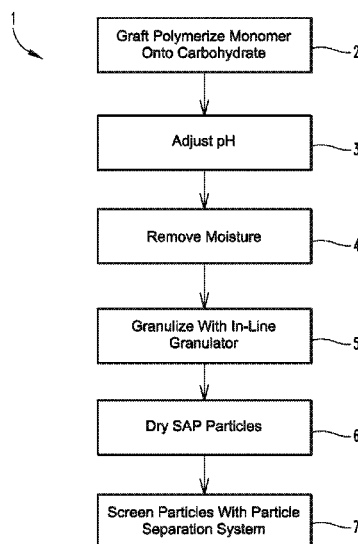 1
Graft Polymerize Monomer
Onto Carbohydrate
2
Adjust pH
3
Remove Moisture
4
Granulize With In-Line
Granulator
5
Dry SAP Particles
6
Screen Particles With Particle
Separation System
7